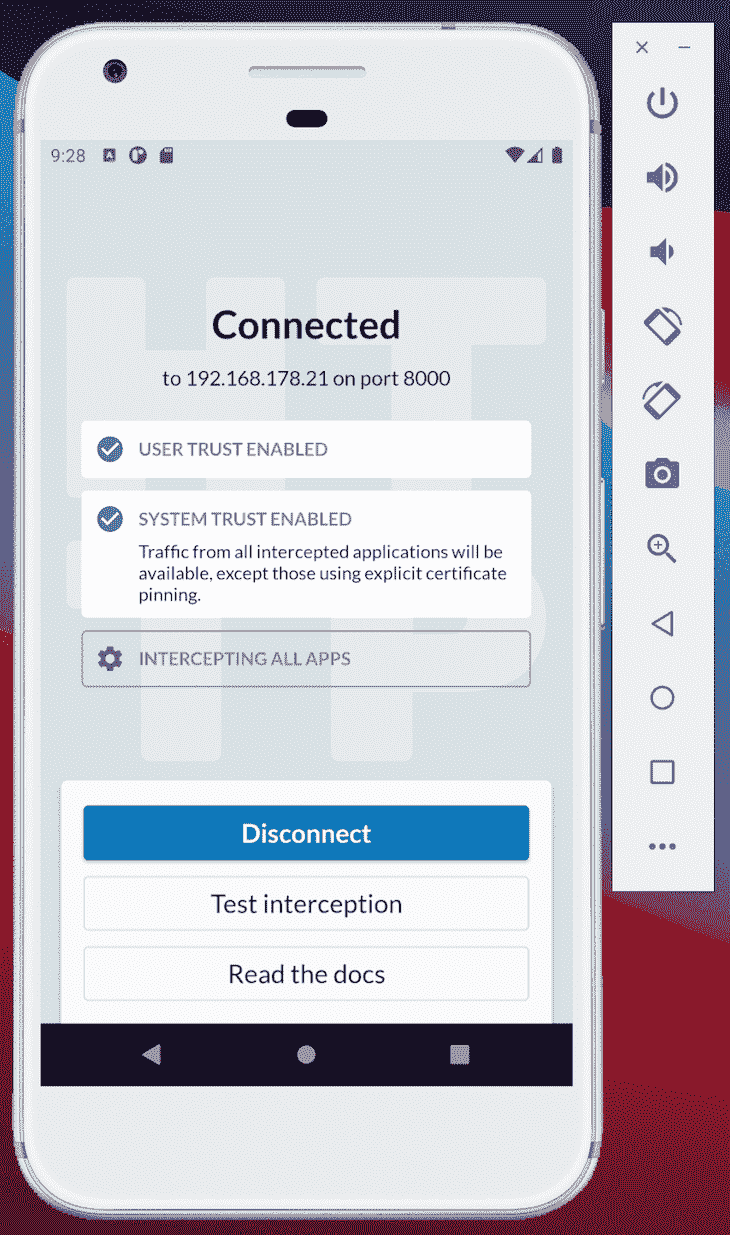 9:28
Connected
to 192.168.178.21 on port 8000
USER TRUST ENABLED
SYSTEM TRUST ENABLED
Traffic from all intercepted applications will be
available, except those using explicit certificate
pinning.
INTERCEPTING ALL APPS
Disconnect
Test interception
Read the docs